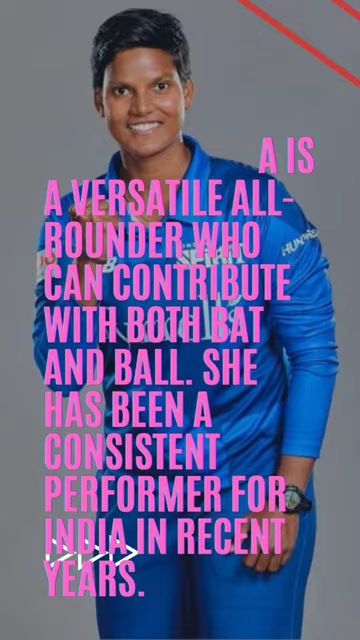 A IS
A VERSATILE ALL-
ROUNDER WHO
CAN CONTRIBUTE
WITH BOTH BAT
AND BALL. SHE
HAS BEEN A
CONSISTENT
PERFORMER FOR
INDIA IN RECENT
YEARS.